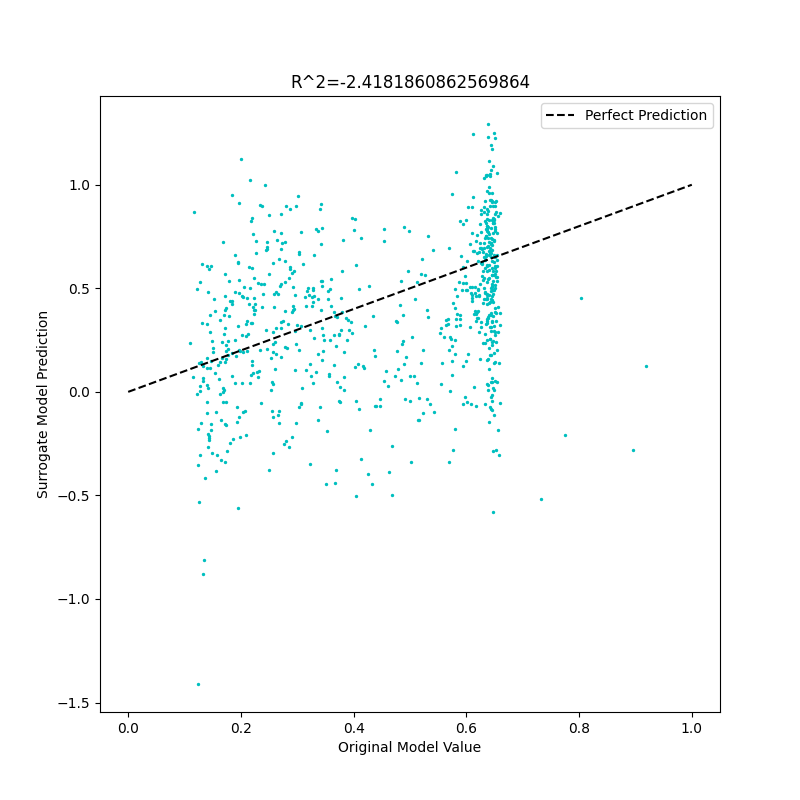 R^2=-2.4181860862569864
Perfect Prediction
Surrogate Model Prediction
1.0
0.5
0.0
−0.5
−1.0
−1.5
0.0 0.2 0.4 0.6 0.8 1.0
Original Model Value